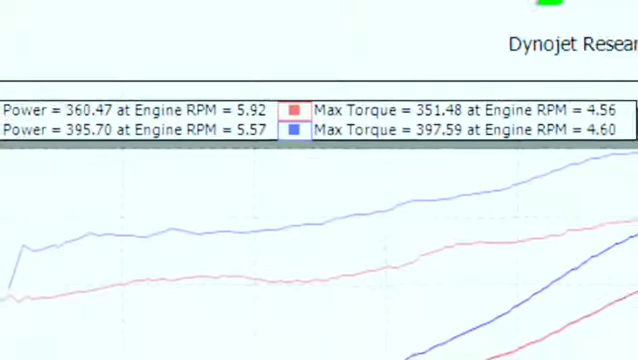 Dynojet Resear
Power = 360.47 at Engine RPM = 5.92 Max Torque = 351.48 at Engine RPM = 4.56
Power = 395.70 at Engine RPM = 5.57 Max Torque = 397.59 at Engine RPM = 4.60